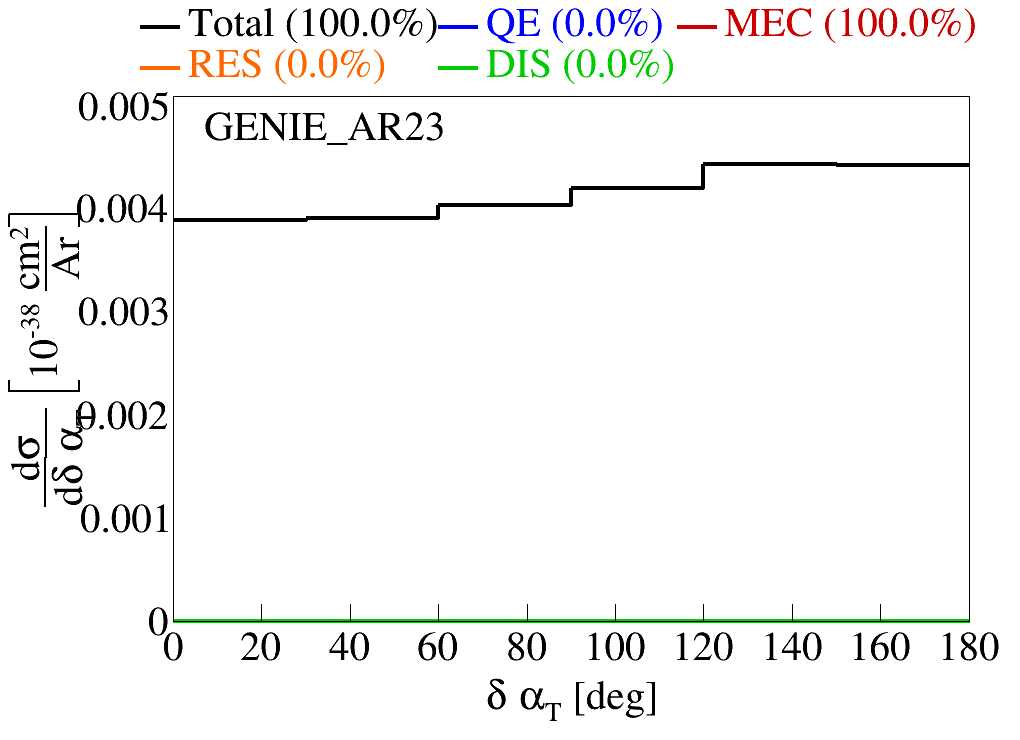 Total (100.0%) QE (0.0%) MEC (100.0%)
RES (0.0%) DIS (0.0%)
GENIE_AR23
0.005
0.004
0.003
0.002
0.001
0
0 20 40 60 80 100 120 140 160 180
δ α_T [deg]
dσ/dδ α_T [10^-38 cm^2/Ar]